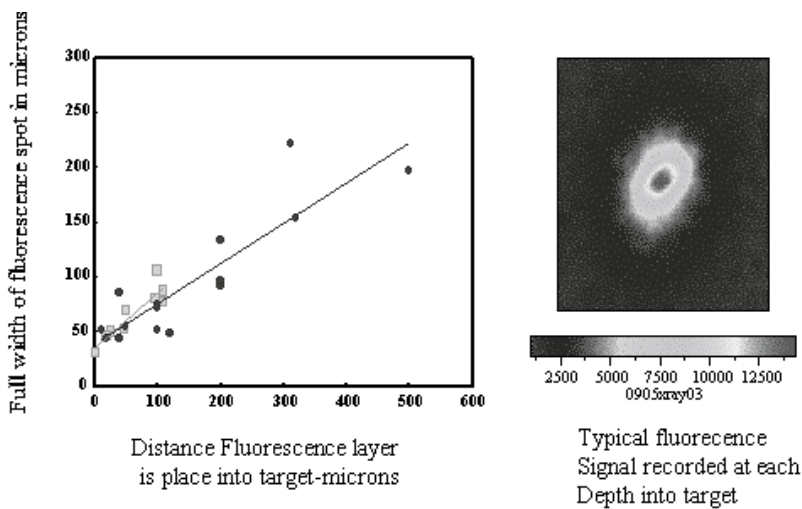 Full width of fluorescence spot in microns
300
250
200
150
100
50
0
0 100 200 300 400 500 600
Distance Fluorescence layer
is place into target-microns
2500 5000 7500 10000 12500
0905xray03
Typical fluorecence
Signal recorded at each
Depth into target